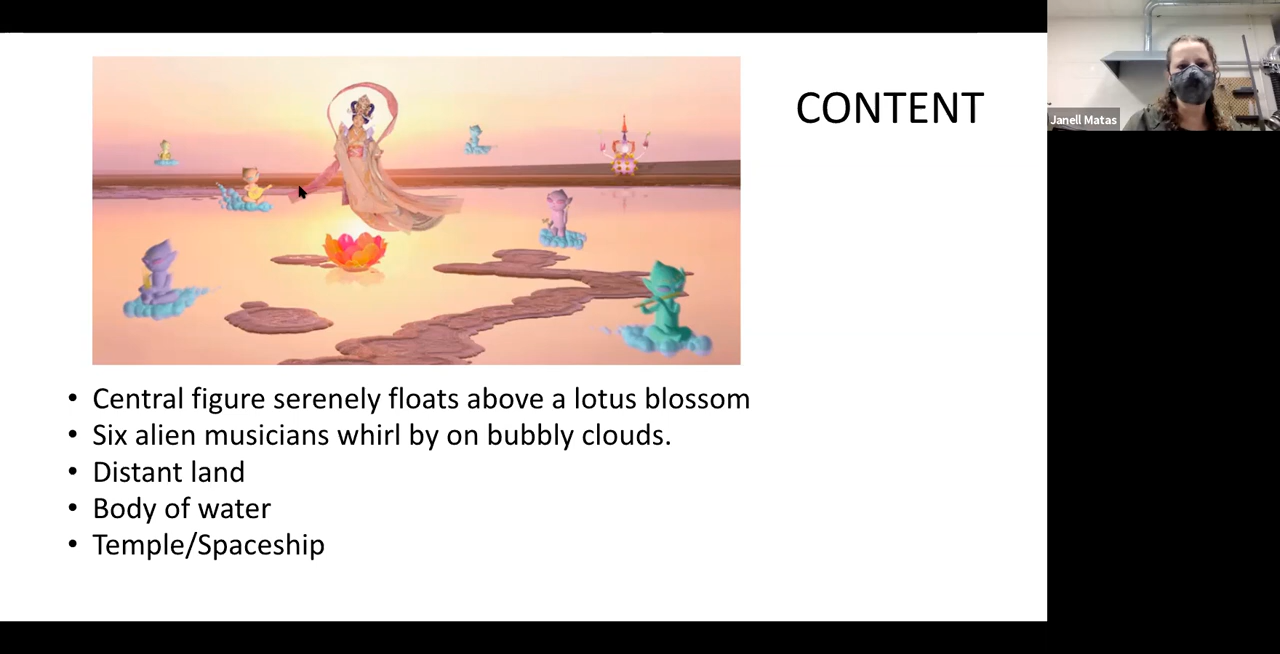 CONTENT
Janell Matas
• Central figure serenely floats above a lotus blossom
• Six alien musicians whirl by on bubbly clouds.
• Distant land
• Body of water
• Temple/Spaceship